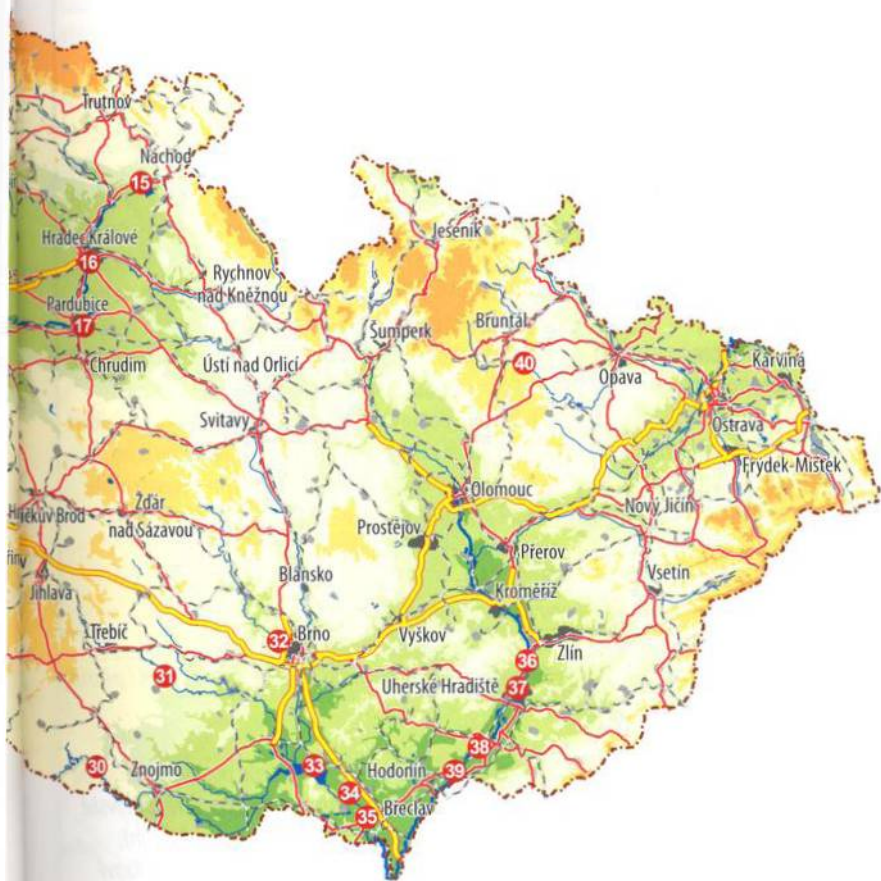 Trutnov
Náchod
15
Hradec Králové
16
Jeseník
Rychnov
nad Kněžnou
Pardubice
17
Šumperk
Bruntál
Chrudim
Ústí nad Orlicí
40
Opava
Karviná
Svitavy
Ostrava
Frýdek-Místek
Olomouc
Žďár
nad Sázavou
Brod
Nový Jičín
Prostějov
Přerov
Blansko
Vsetín
Jihlava
Kroměříž
Třebíč
32
Brno
Vyškov
Zlín
36
31
Uherské Hradiště
37
38
30
Znojmo
33
Hodonín
39
34
35
Břeclav